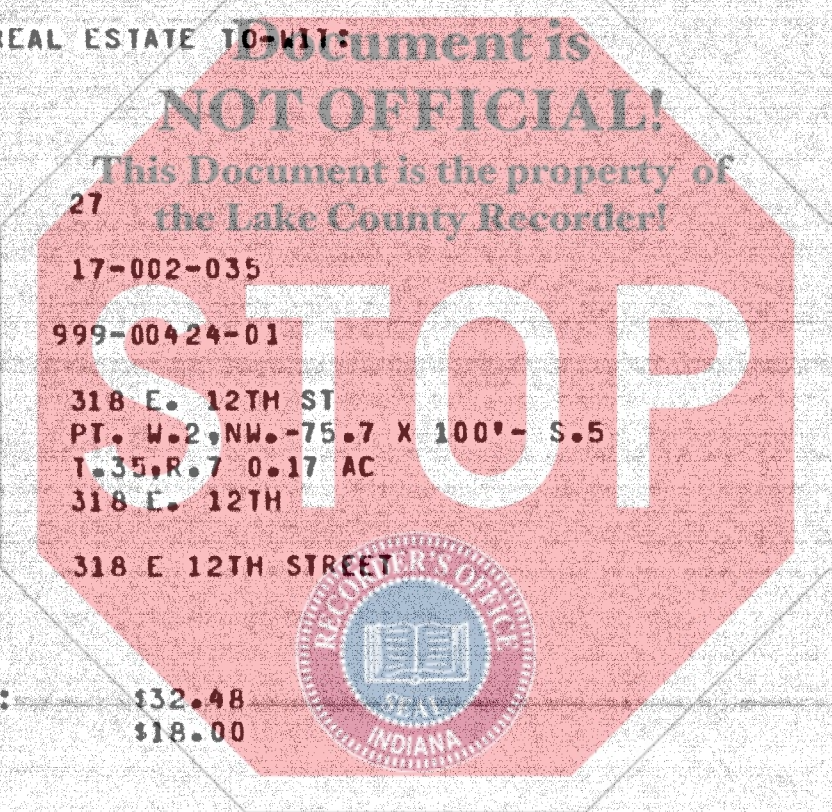 REAL ESTATE TO-WIT:
Document is
NOT OFFICIAL!
This Document is the property of
the Lake County Recorder!
27
17-002-035
999-00424-01
STOP
318 E. 12TH ST
PT. W.2,NW.-75.7 X 100'- S.5
T.35,R.7 0.17 AC
318 E. 12TH
318 E 12TH STREET
RECORDER'S OFFICE
SEAL
INDIANA
: $32.48
$18.00